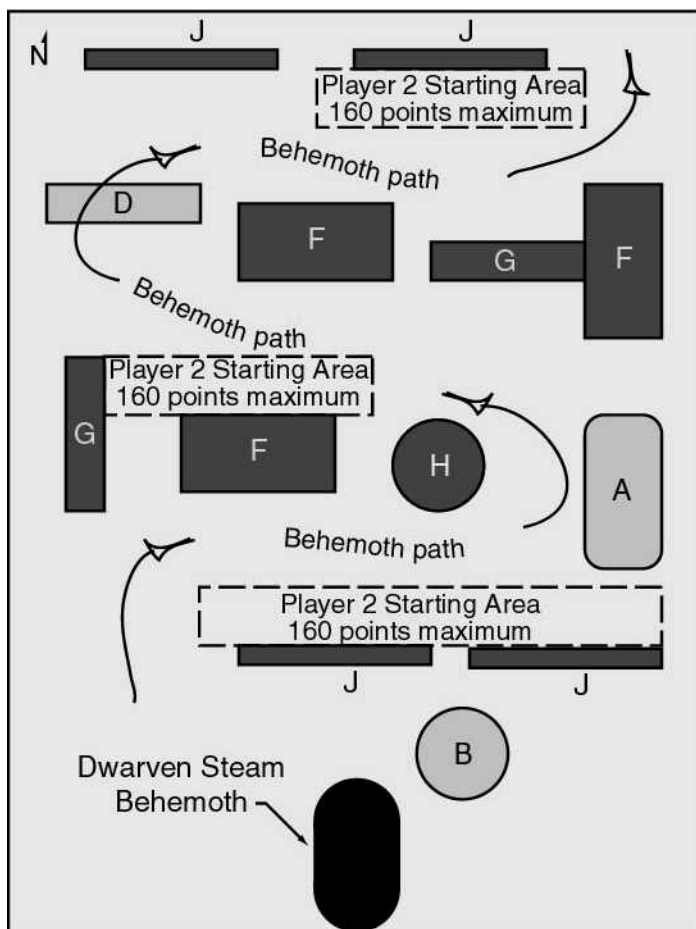 J J
N
Player 2 Starting Area
160 points maximum
Behemoth path
D
F
G
F
Behemoth path
Player 2 Starting Area
160 points maximum
G
F
H
A
Behemoth path
Player 2 Starting Area
160 points maximum
J
J
B
Dwarven Steam
Behemoth